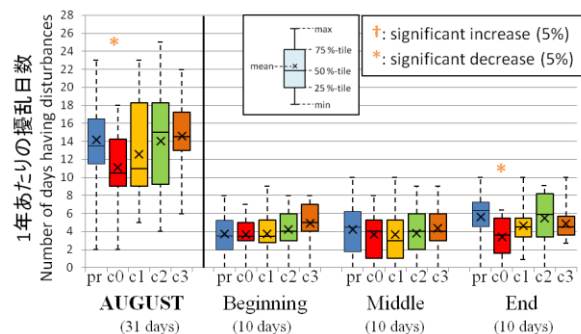 1年あたりの擾乱日数
Number of days having disturbances
28
26
24
22
20
18
16
14
12
10
8
6
4
2
0
*
max
75 %-tile
mean
50 %-tile
25 %-tile
min
†: significant increase (5%)
*: significant decrease (5%)
*
pr c0 c1 c2 c3 pr c0 c1 c2 c3 pr c0 c1 c2 c3 pr c0 c1 c2 c3
AUGUST Beginning Middle End
(31 days) (10 days) (10 days) (10 days)